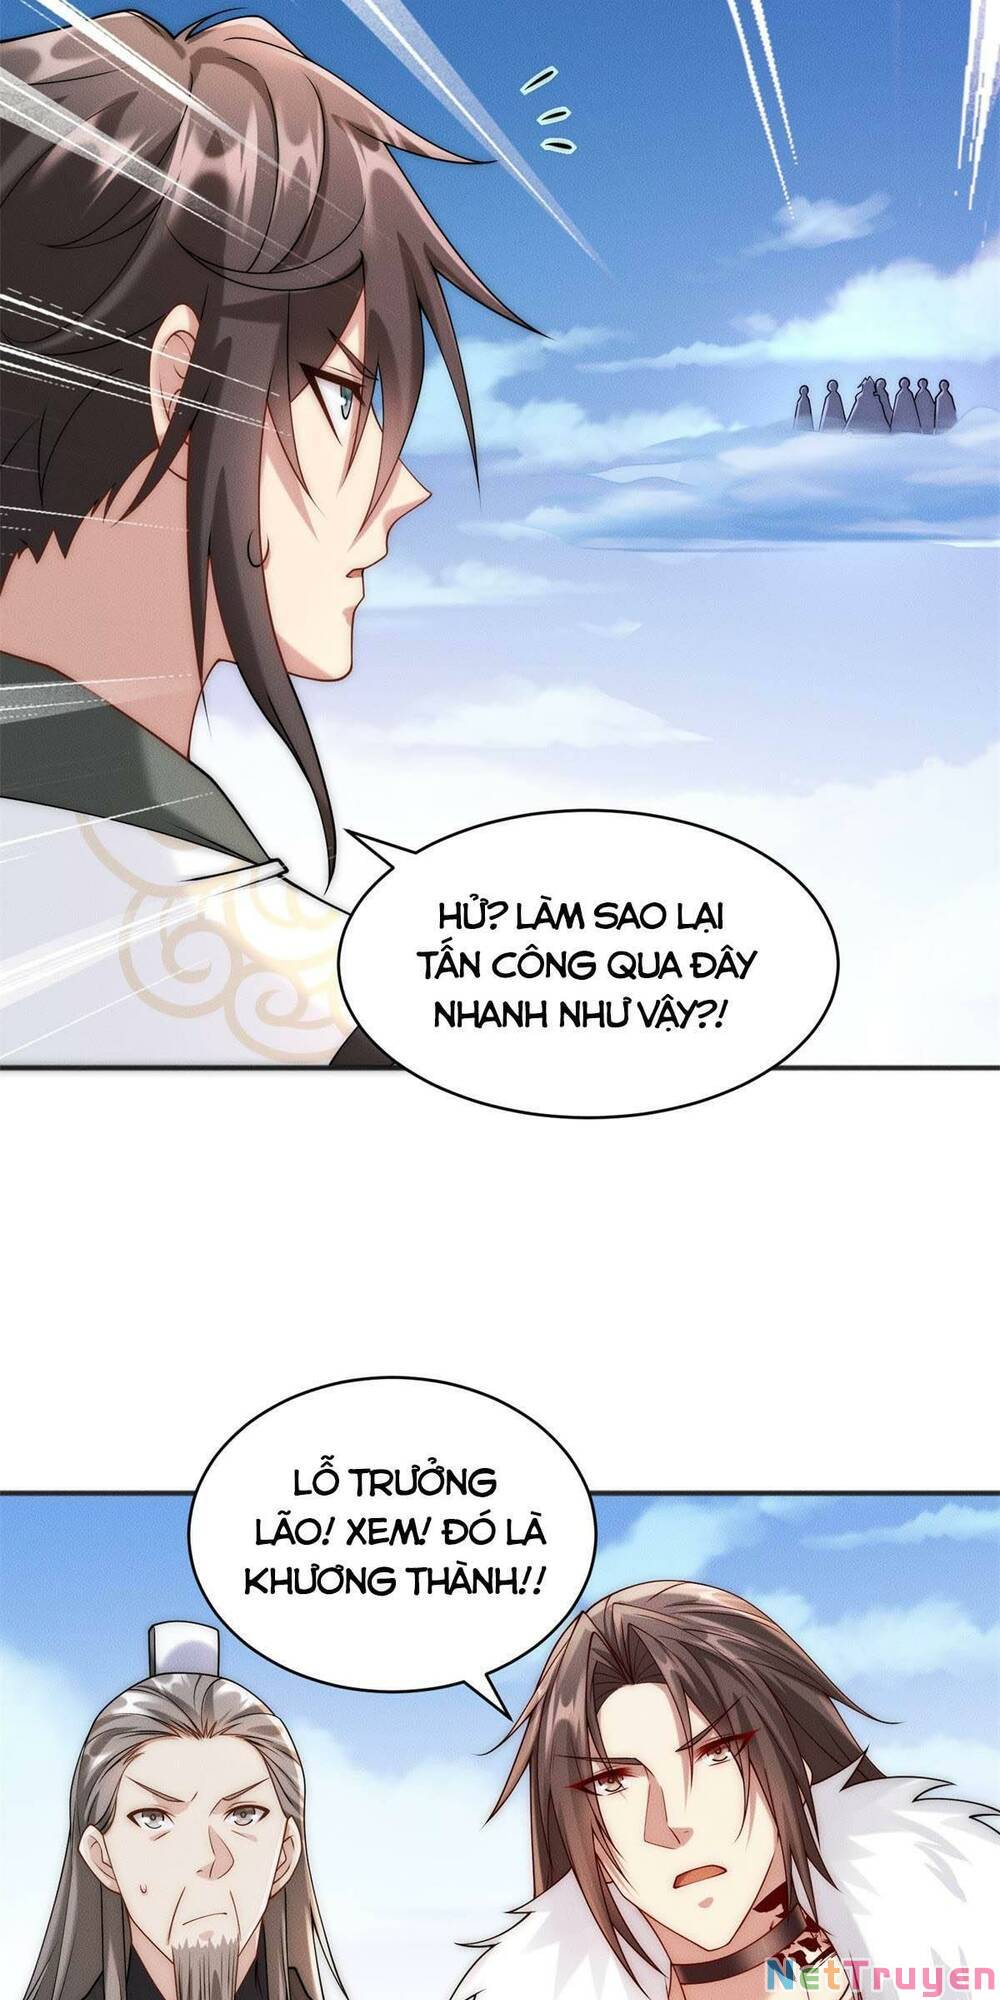 HỬ? LÀM SAO LẠI
TẤN CÔNG QUA ĐÂY
NHANH NHƯ VẬY?!
LỖ TRƯỞNG
LÃO! XEM! ĐÓ LÀ
KHƯƠNG THÀNH!!
NETTRUYEN